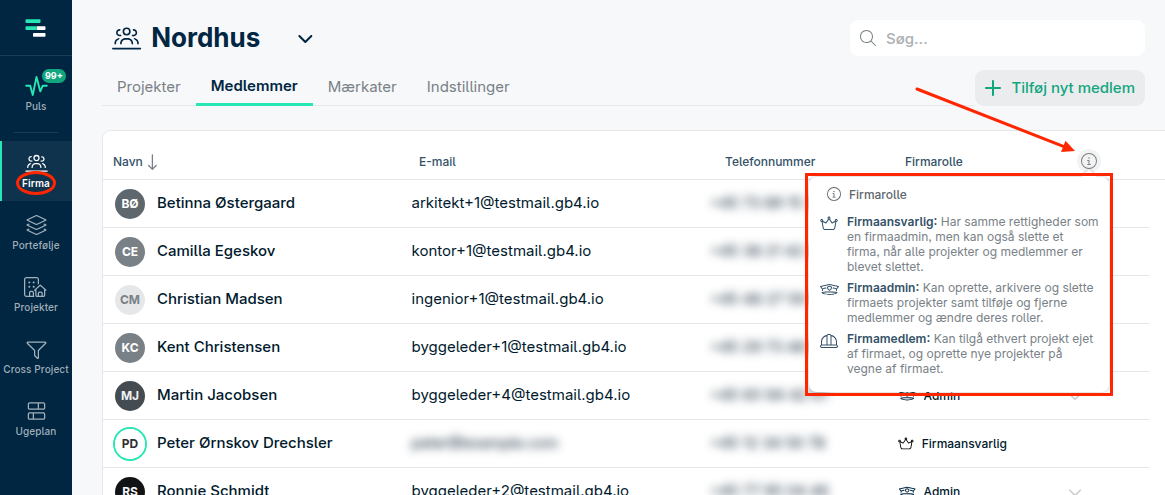 Nordhus
Søg...
99+
Puls
Projekter Medlemmer Mærkater Indstillinger
Tilføj nyt medlem
Firma
Portefølje
Projekter
Cross Project
Ugeplan
Navn E-mail Telefonnummer Firmarolle
BØ Betinna Østergaard arkitekt+1@testmail.gb4.io
CE Camilla Egeskov kontor+1@testmail.gb4.io
CM Christian Madsen ingenior+1@testmail.gb4.io
KC Kent Christensen byggeleder+1@testmail.gb4.io
MJ Martin Jacobsen byggeleder+4@testmail.gb4.io Admin
PD Peter Ørnskov Drechsler Firmaansvarlig
RS Ronnie Schmidt byggeleder+2@testmail.gb4.io Admin
Firmarolle
Firmaansvarlig: Har samme rettigheder som
en firmaadmin, men kan også slette et
firma, når alle projekter og medlemmer er
blevet slettet.
Firmaadmin: Kan oprette, arkivere og slette
firmaets projekter samt tilføje og fjerne
medlemmer og ændre deres roller.
Firmamedlem: Kan tilgå ethvert projekt ejet
af firmaet, og oprette nye projekter på
vegne af firmaet.